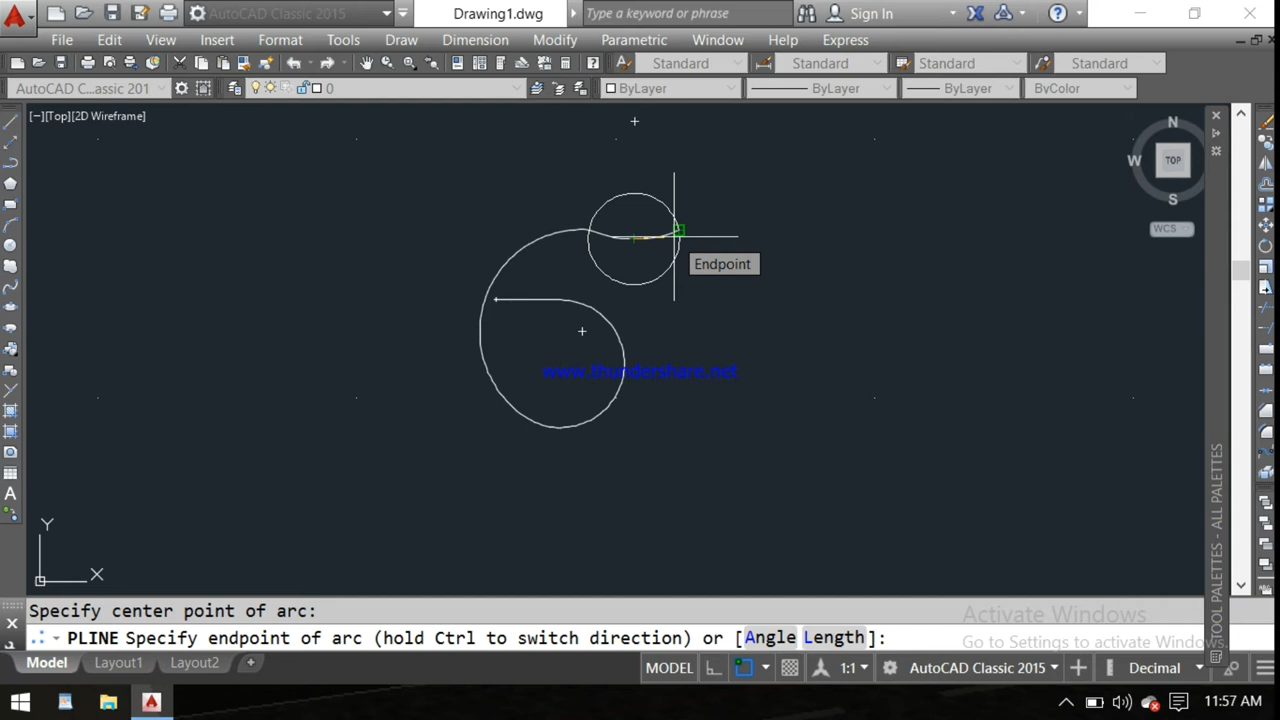 AutoCAD Classic 2015
Drawing1.dwg
Type a keyword or phrase
Sign In
File Edit View Insert Format Tools Draw Dimension Modify Parametric Window Help Express
Standard Standard Standard Standard
AutoCAD C...assic 201 0 ByLayer ByLayer ByLayer ByColor
[−][Top][2D Wireframe]
N
W TOP
S
WCS
Endpoint
www.thundershare.net
Y
X
TOOL PALETTES - ALL PALETTES
Specify center point of arc:
PLINE Specify endpoint of arc (hold Ctrl to switch direction) or [Angle Length]:
Activate Windows
Go to Settings to activate Windows.
Model Layout1 Layout2 +
MODEL 1:1 AutoCAD Classic 2015 Decimal
11:57 AM